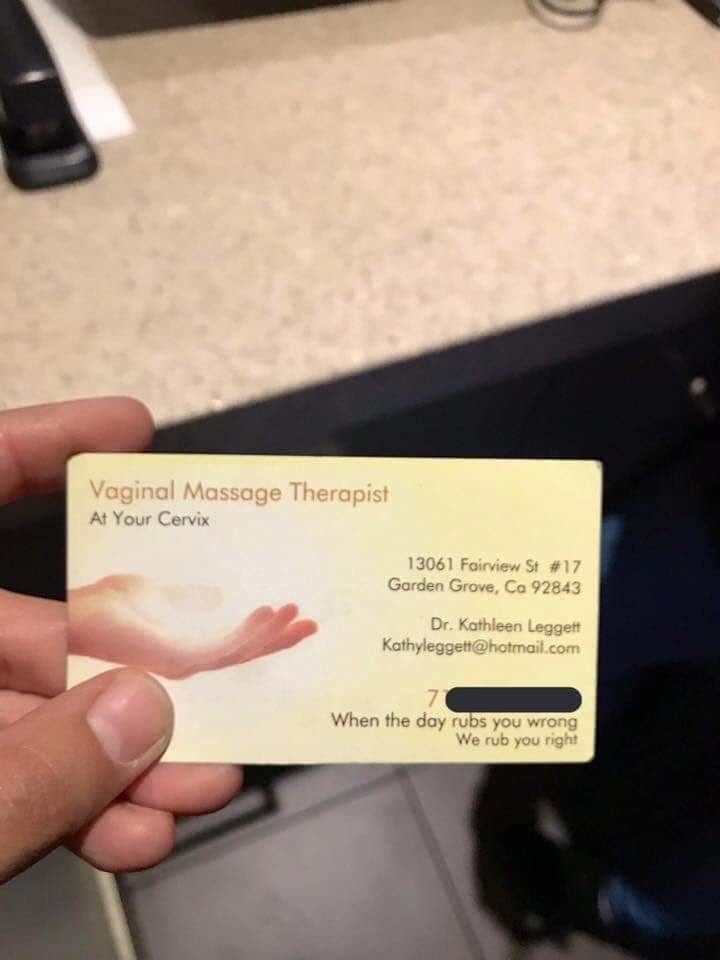 Vaginal Massage Therapist
At Your Cervix
13061 Fairview St #17
Garden Grove, Ca 92843
Dr. Kathleen Leggett
Kathyleggett@hotmail.com
7
When the day rubs you wrong
We rub you right